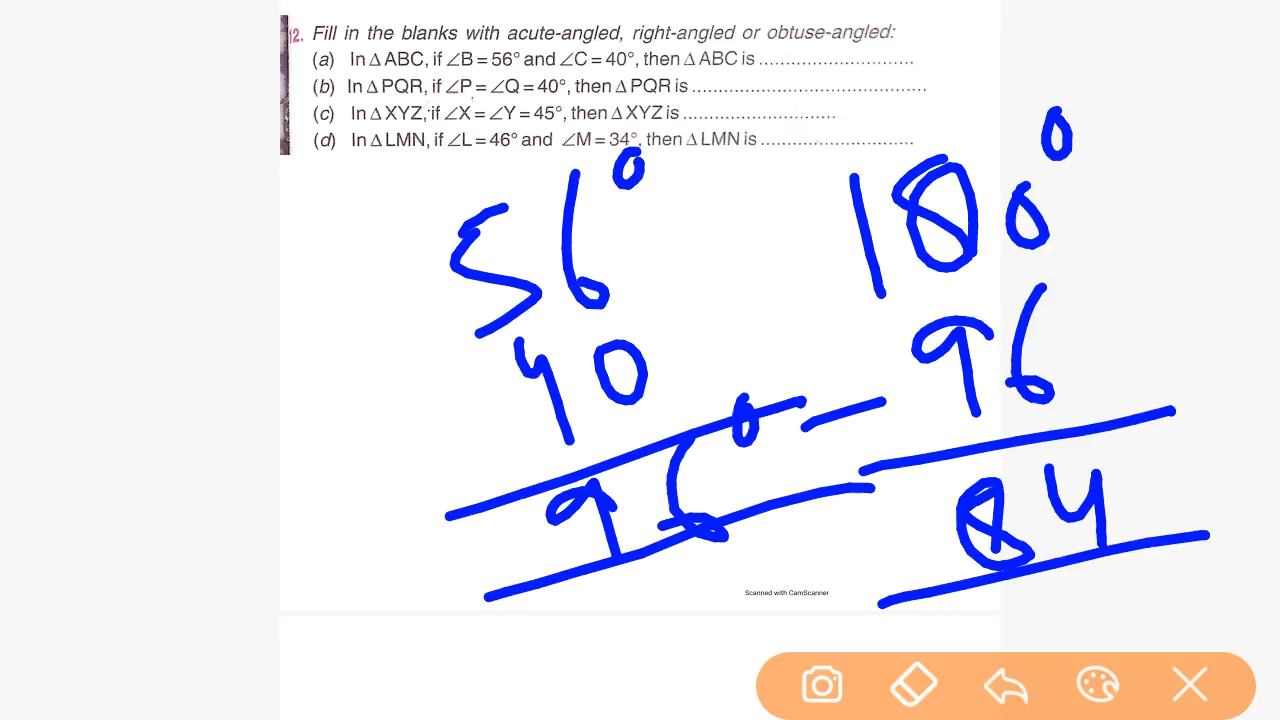 12. Fill in the blanks with acute-angled, right-angled or obtuse-angled:
(a) In Δ ABC, if ∠B = 56° and ∠C = 40°, then Δ ABC is ............................
(b) In Δ PQR, if ∠P = ∠Q = 40°, then Δ PQR is ..........................................
(c) In Δ XYZ, if ∠X = ∠Y = 45°, then Δ XYZ is ............................
(d) In Δ LMN, if ∠L = 46° and ∠M = 34°, then Δ LMN is ............................
56°
40
96°
180°
- 96
84
Scanned with CamScanner